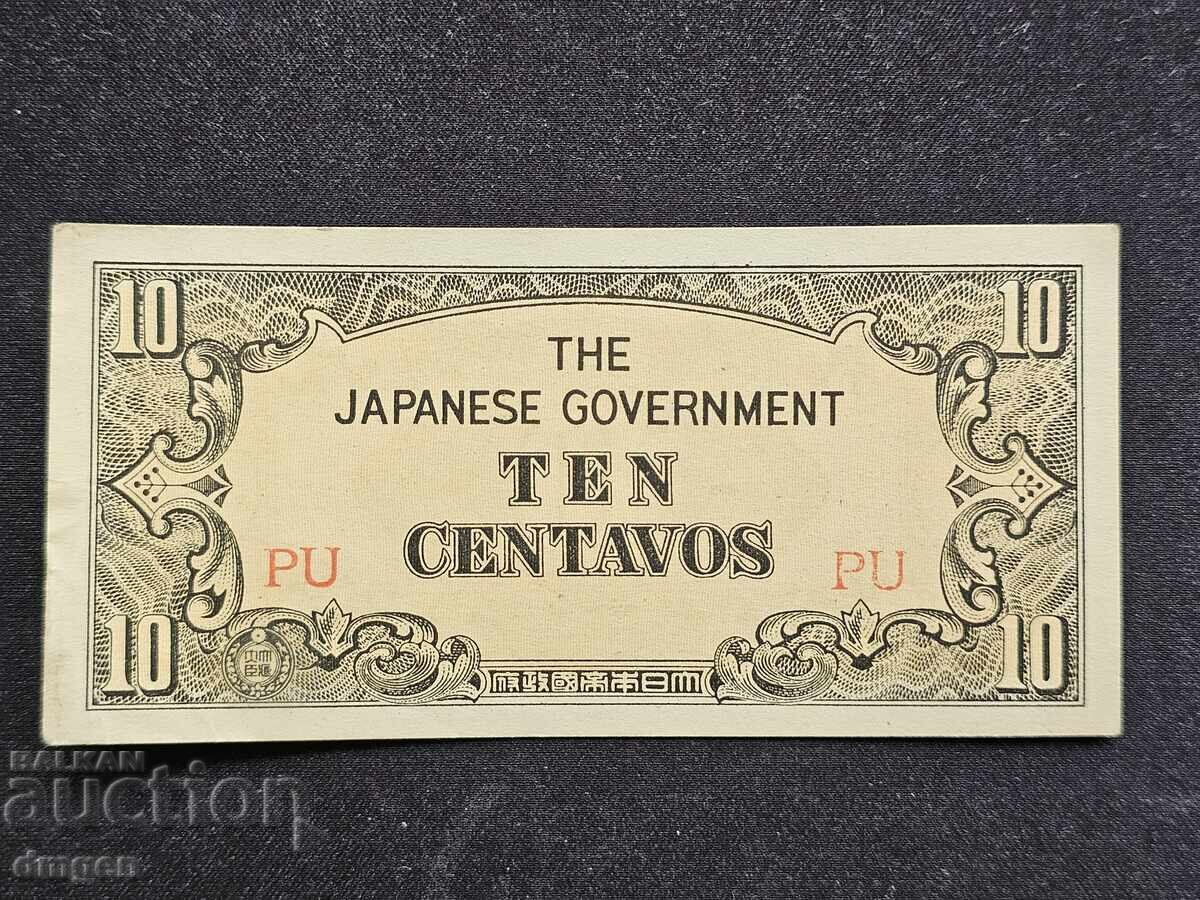 10 10
THE
JAPANESE GOVERNMENT
TEN
CENTAVOS
PU PU
10 10
府政國帝本日大
BALKAN
auction
dmgen